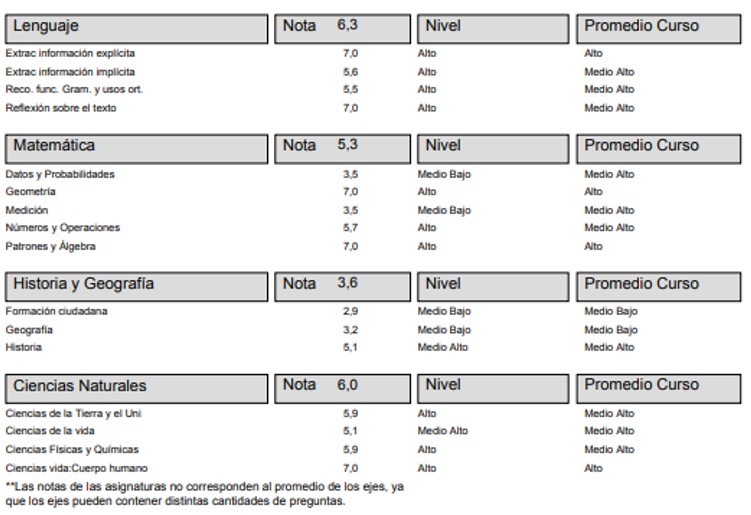 Lenguaje Nota 6,3 Nivel Promedio Curso
Extrac información explícita 7,0 Alto Alto
Extrac información implícita 5,6 Alto Medio Alto
Reco. func. Gram. y usos ort. 5,5 Alto Medio Alto
Reflexión sobre el texto 7,0 Alto Medio Alto
Matemática Nota 5,3 Nivel Promedio Curso
Datos y Probabilidades 3,5 Medio Bajo Medio Alto
Geometría 7,0 Alto Alto
Medición 3,5 Medio Bajo Medio Alto
Números y Operaciones 5,7 Alto Medio Alto
Patrones y Álgebra 7,0 Alto Alto
Historia y Geografía Nota 3,6 Nivel Promedio Curso
Formación ciudadana 2,9 Medio Bajo Medio Bajo
Geografía 3,2 Medio Bajo Medio Bajo
Historia 5,1 Medio Alto Medio Alto
Ciencias Naturales Nota 6,0 Nivel Promedio Curso
Ciencias de la Tierra y el Uni 5,9 Alto Medio Alto
Ciencias de la vida 5,1 Medio Alto Medio Alto
Ciencias Físicas y Químicas 5,9 Alto Medio Alto
Ciencias vida:Cuerpo humano 7,0 Alto Alto
**Las notas de las asignaturas no corresponden al promedio de los ejes, ya
que los ejes pueden contener distintas cantidades de preguntas.